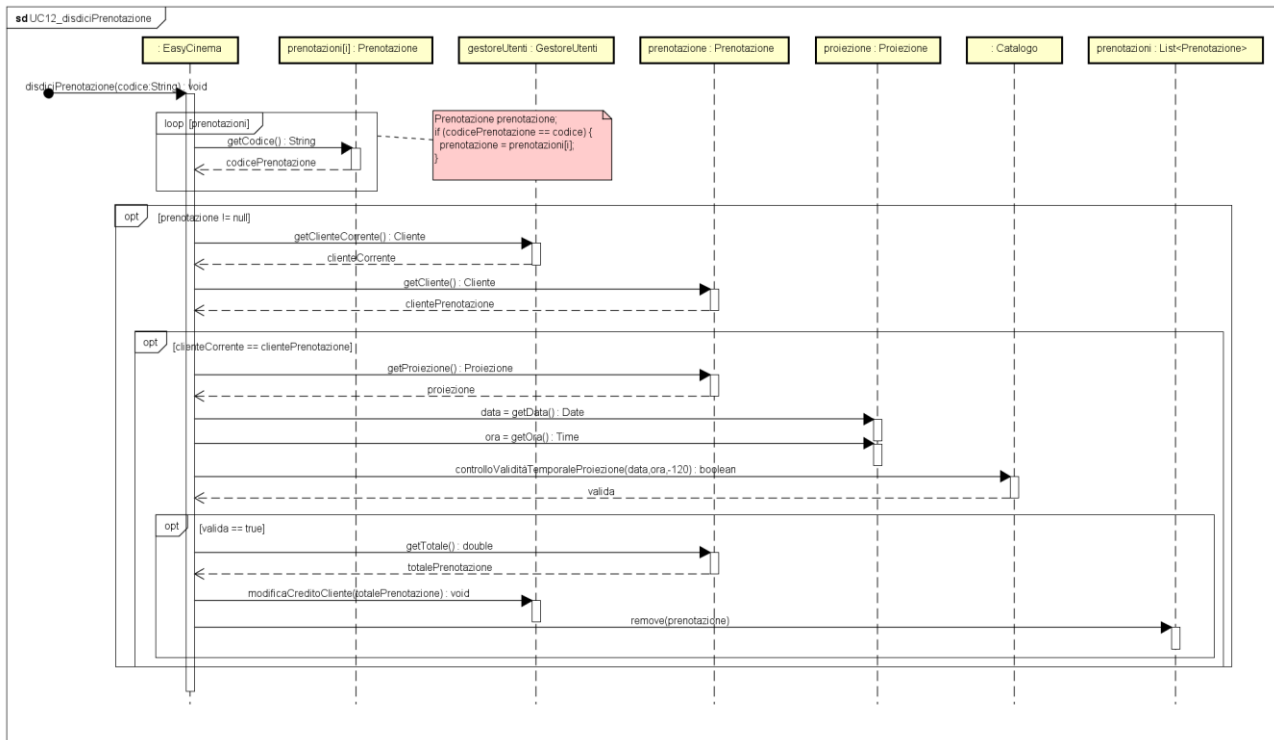 sd UC12_disdiciPrenotazione
: EasyCinema
prenotazioni[i] : Prenotazione
gestoreUtenti : GestoreUtenti
prenotazione : Prenotazione
proiezione : Proiezione
: Catalogo
prenotazioni : List<Prenotazione>
disdiciPrenotazione(codice:String) : void
loop [prenotazioni]
getCodice() : String
codicePrenotazione
Prenotazione prenotazione;
if (codicePrenotazione == codice) {
prenotazione = prenotazioni[i];
}
opt [prenotazione != null]
getClienteCorrente() : Cliente
clienteCorrente
getCliente() : Cliente
clientePrenotazione
opt [clienteCorrente == clientePrenotazione]
getProiezione() : Proiezione
proiezione
data = getData() : Date
ora = getOra() : Time
controlloValiditàTemporaleProiezione(data,ora,-120) : boolean
valida
opt [valida == true]
getTotale() : double
totalePrenotazione
modificaCreditoCliente(totalePrenotazione) : void
remove(prenotazione)